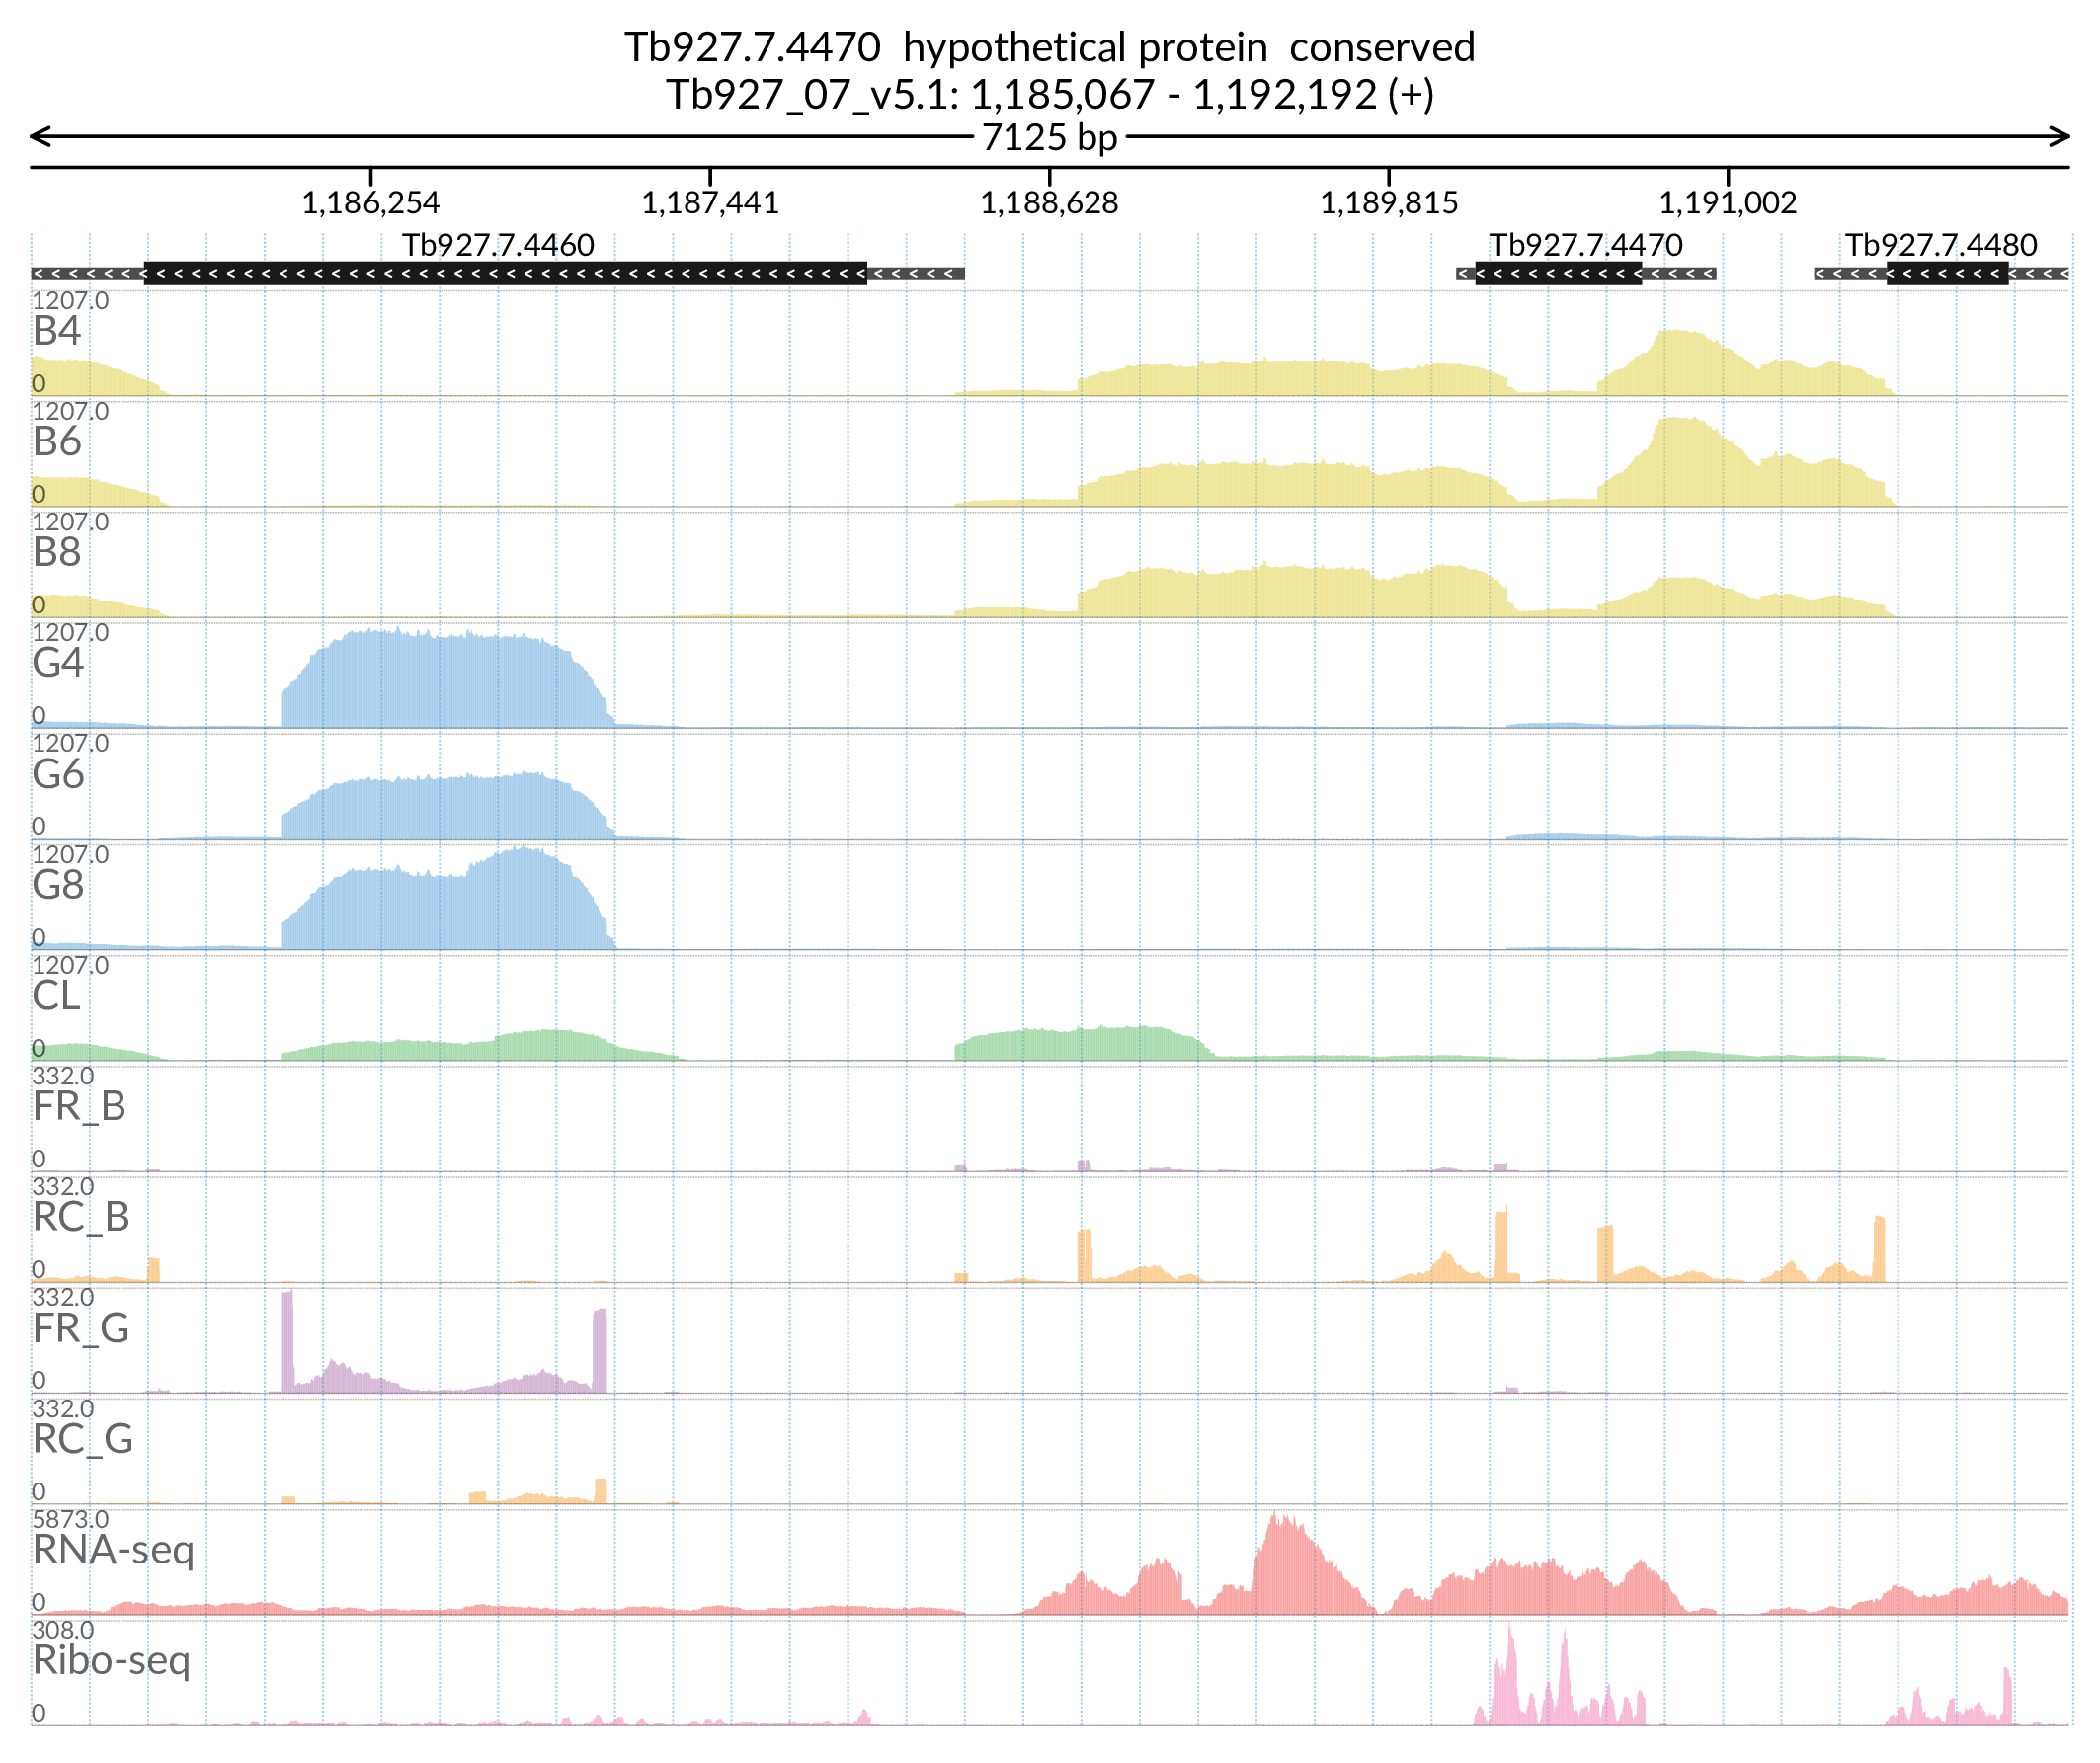 Tb927.7.4470 hypothetical protein conserved
Tb927_07_v5.1: 1,185,067 - 1,192,192 (+)
7125 bp
1,186,254 1,187,441 1,188,628 1,189,815 1,191,002
Tb927.7.4460 Tb927.7.4470 Tb927.7.4480
1207.0
B4
0
1207.0
B6
0
1207.0
B8
0
1207.0
G4
0
1207.0
G6
0
1207.0
G8
0
1207.0
CL
0
332.0
FR_B
0
332.0
RC_B
0
332.0
FR_G
0
332.0
RC_G
0
5873.0
RNA-seq
0
308.0
Ribo-seq
0